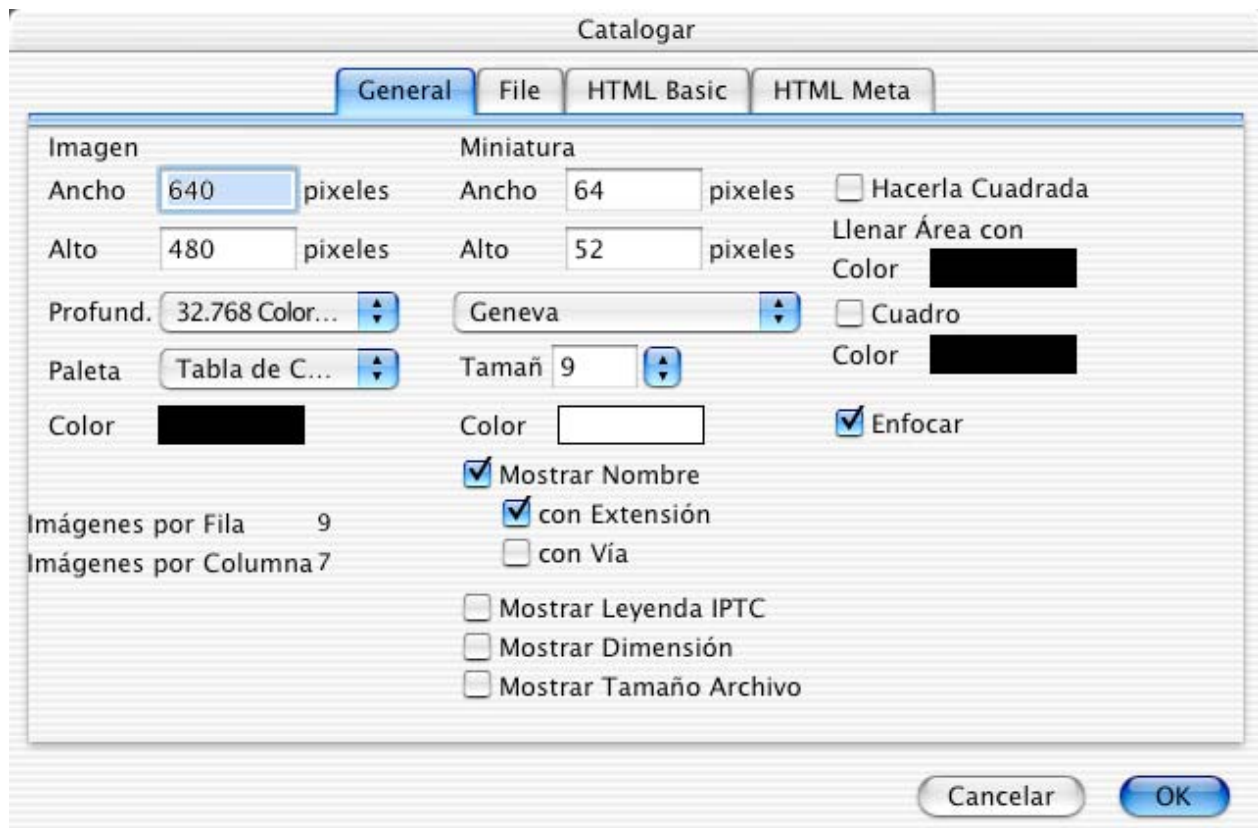 Catalogar
General File HTML Basic HTML Meta
Imagen
Ancho 640 pixeles
Alto 480 pixeles
Profund. 32.768 Color...
Paleta Tabla de C...
Color
Imágenes por Fila 9
Imágenes por Columna 7
Miniatura
Ancho 64 pixeles
Alto 52 pixeles
Geneva
Tamañ 9
Color
Mostrar Nombre
con Extensión
con Vía
Mostrar Leyenda IPTC
Mostrar Dimensión
Mostrar Tamaño Archivo
Hacerla Cuadrada
Llenar Área con
Color
Cuadro
Color
Enfocar
Cancelar OK